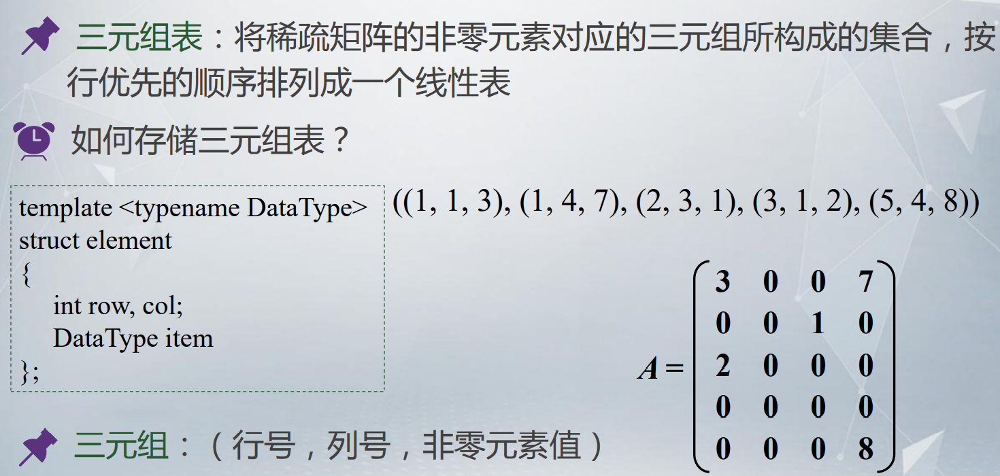 三元组表：将稀疏矩阵的非零元素对应的三元组所构成的集合，按
行优先的顺序排列成一个线性表
如何存储三元组表？
template <typename DataType>
struct element
{
int row, col;
DataType item
};
((1, 1, 3), (1, 4, 7), (2, 3, 1), (3, 1, 2), (5, 4, 8))
3 0 0 7
0 0 1 0
A = 2 0 0 0
0 0 0 0
0 0 0 8
三元组：（行号，列号，非零元素值）